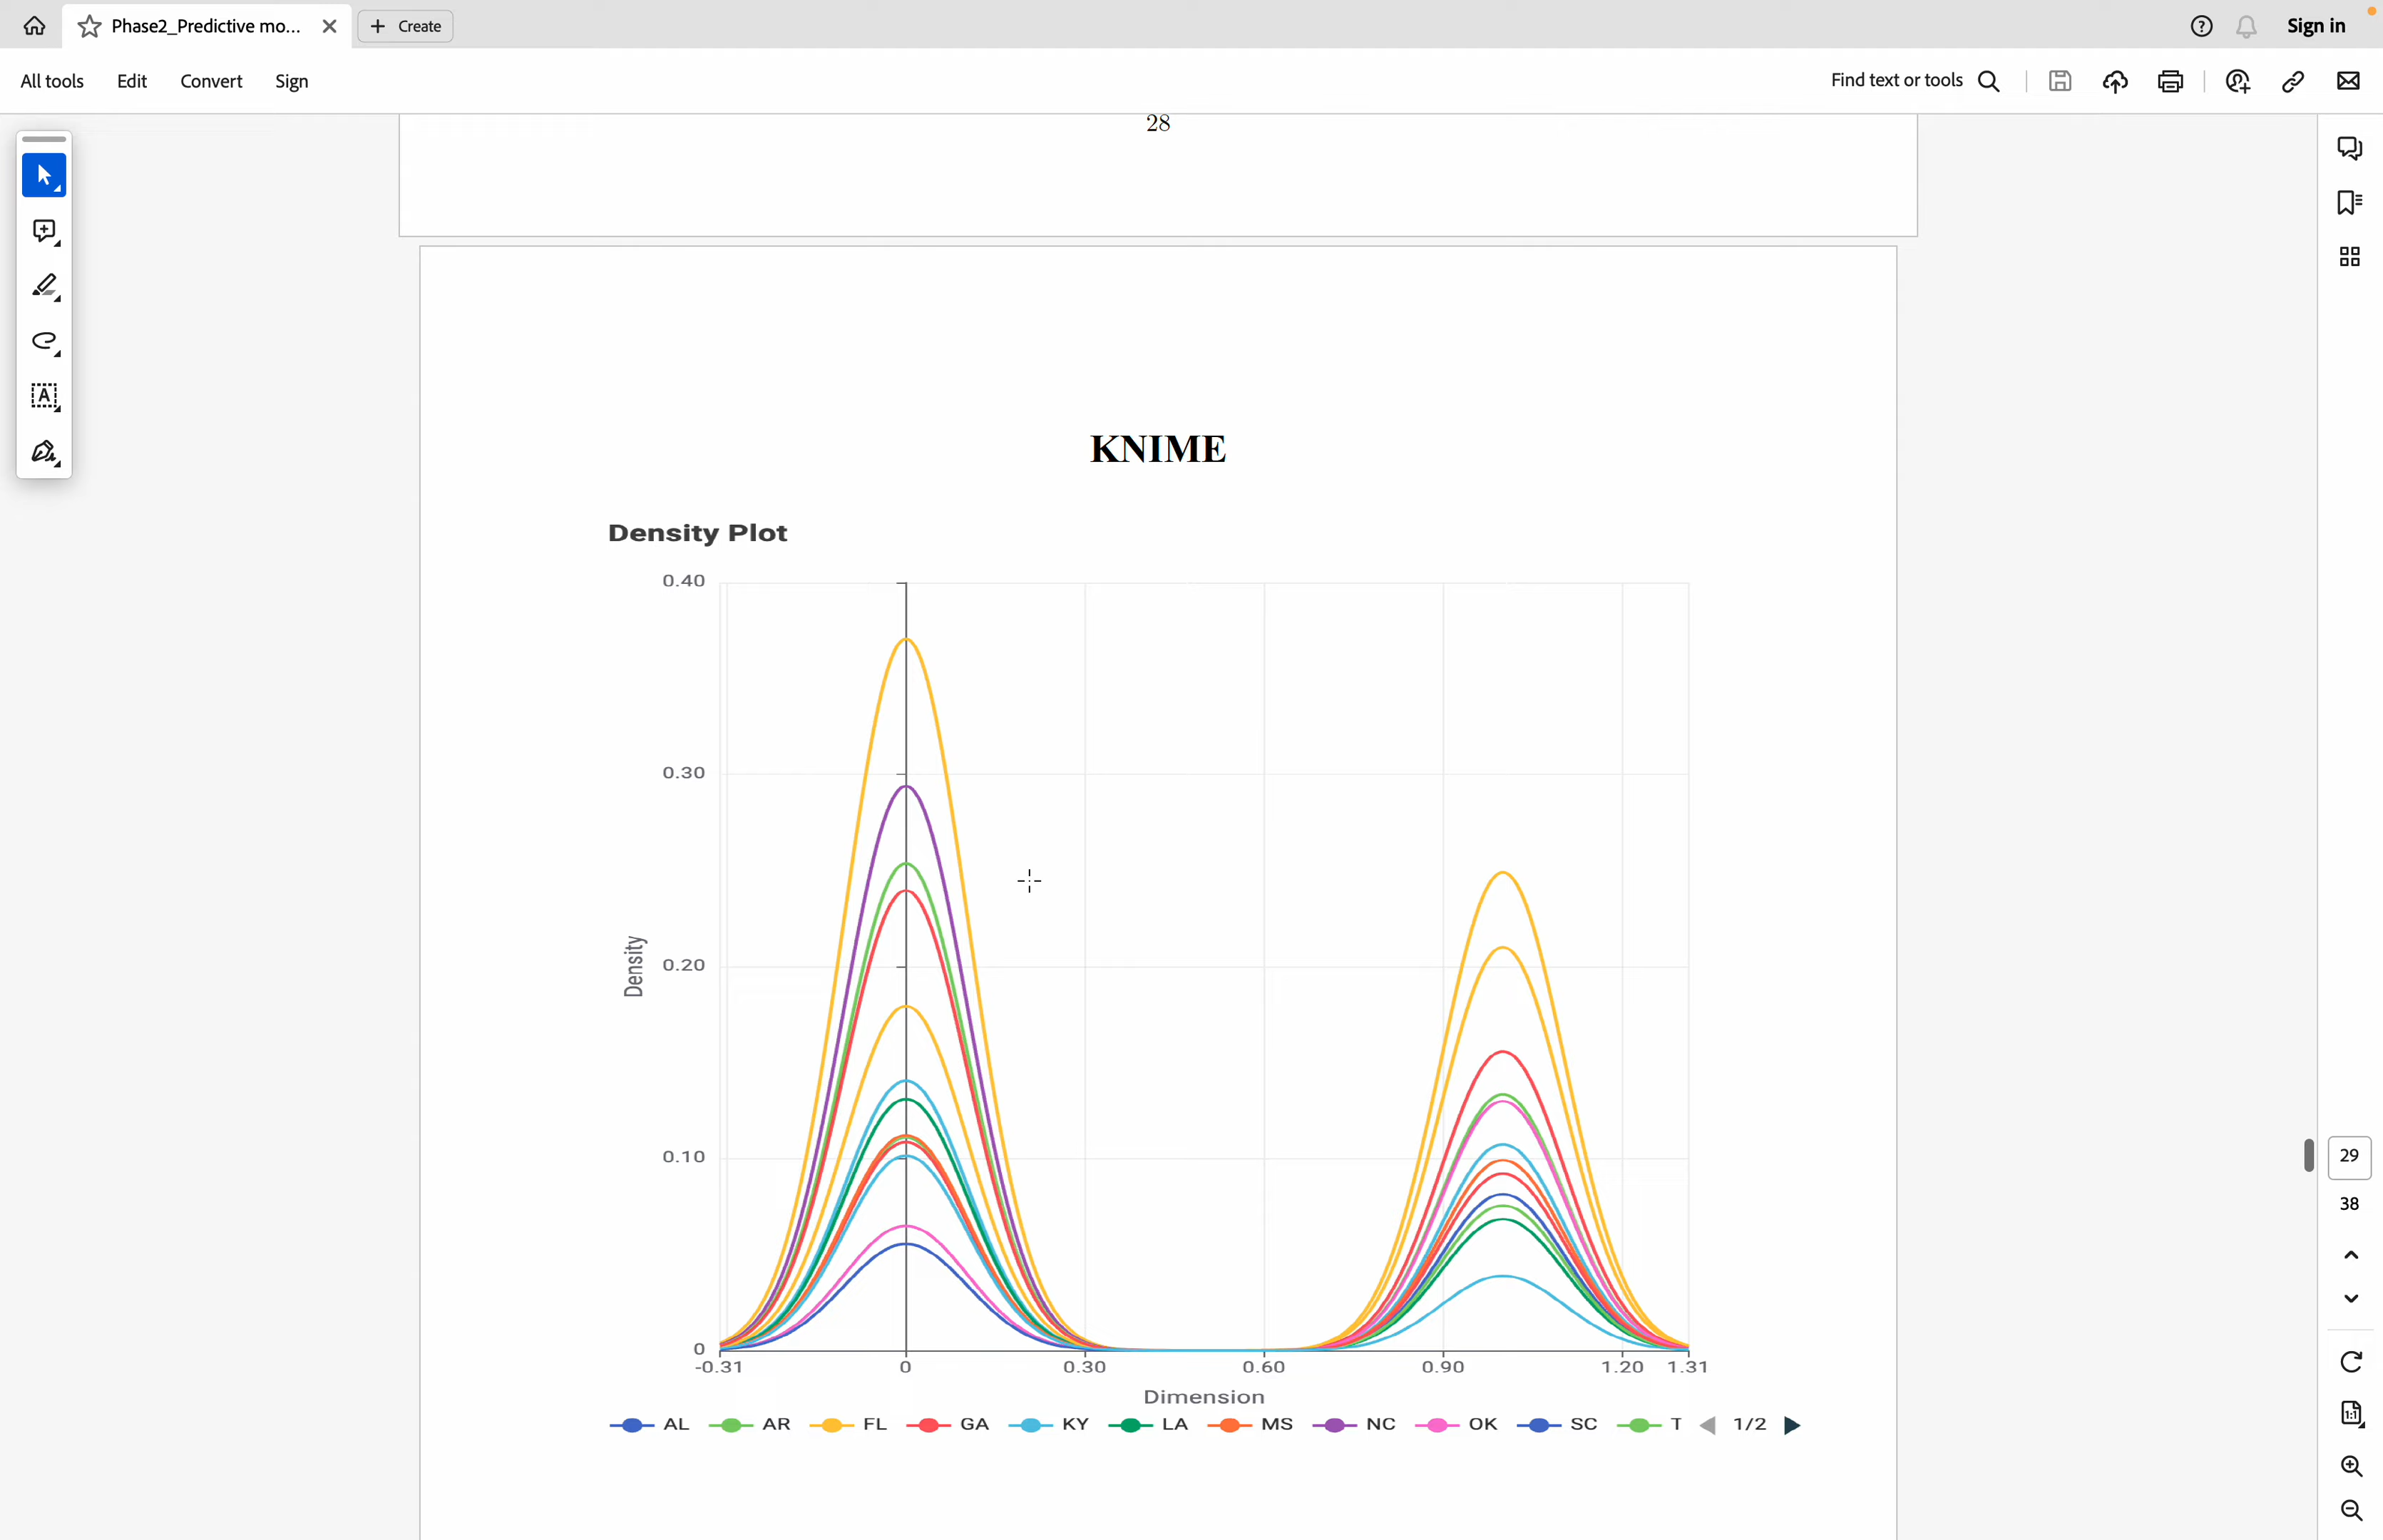 Phase2_Predictive mo...
Create
Sign in
All tools
Edit
Convert
Sign
Find text or tools
28
KNIME
Density Plot
0.40
0.30
0.20
0.10
0
Density
-0.31 0 0.30 0.60 0.90 1.20 1.31
Dimension
AL AR FL GA KY LA MS NC OK SC T 1/2
29
38
1:1